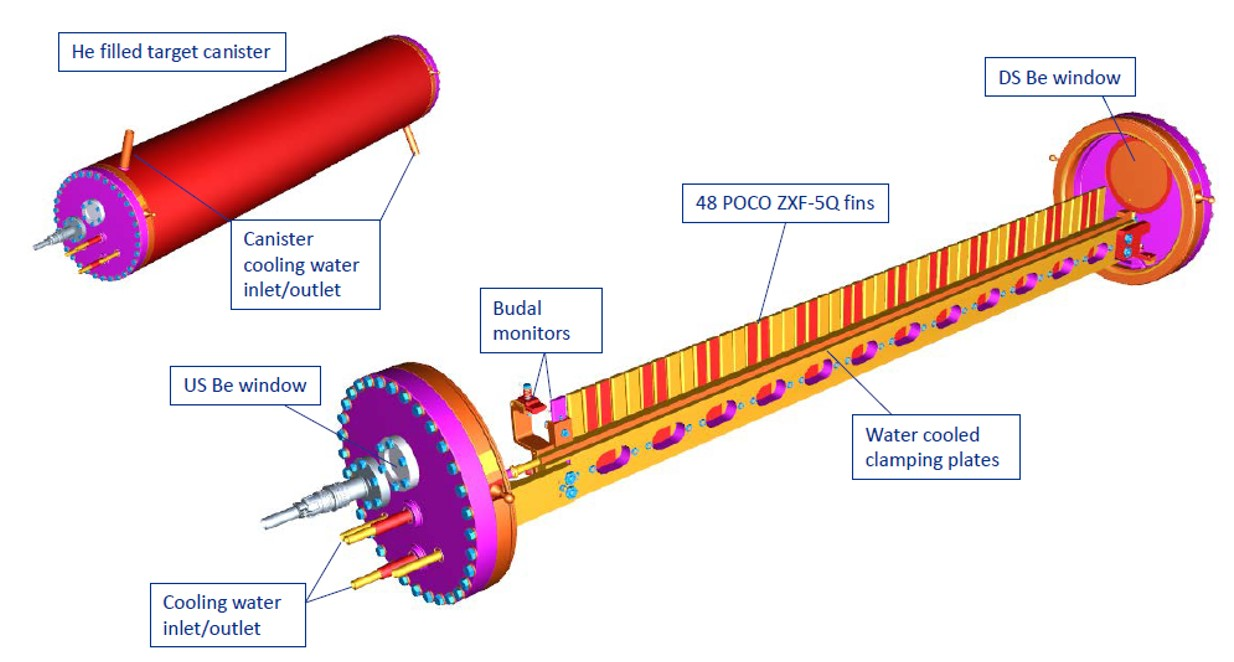 He filled target canister
DS Be window
48 POCO ZXF-5Q fins
Canister
cooling water
inlet/outlet
Budal
monitors
US Be window
Water cooled
clamping plates
Cooling water
inlet/outlet